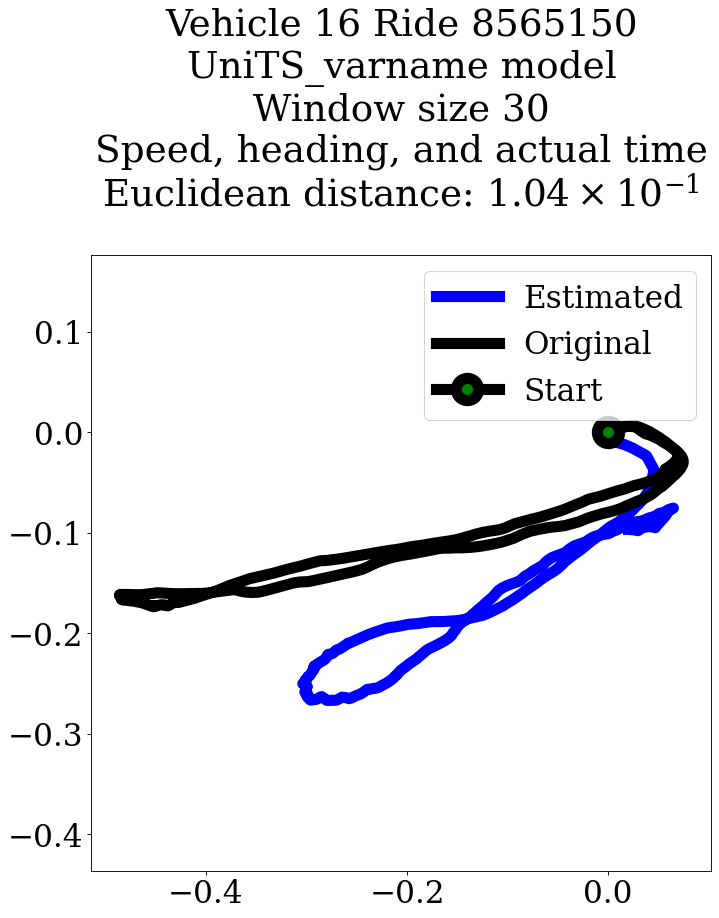 Vehicle 16 Ride 8565150
UniTS_varname model
Window size 30
Speed, heading, and actual time
Euclidean distance: 1.04 × 10⁻¹
Estimated
Original
Start
0.1
0.0
−0.1
−0.2
−0.3
−0.4
−0.4
−0.2
0.0